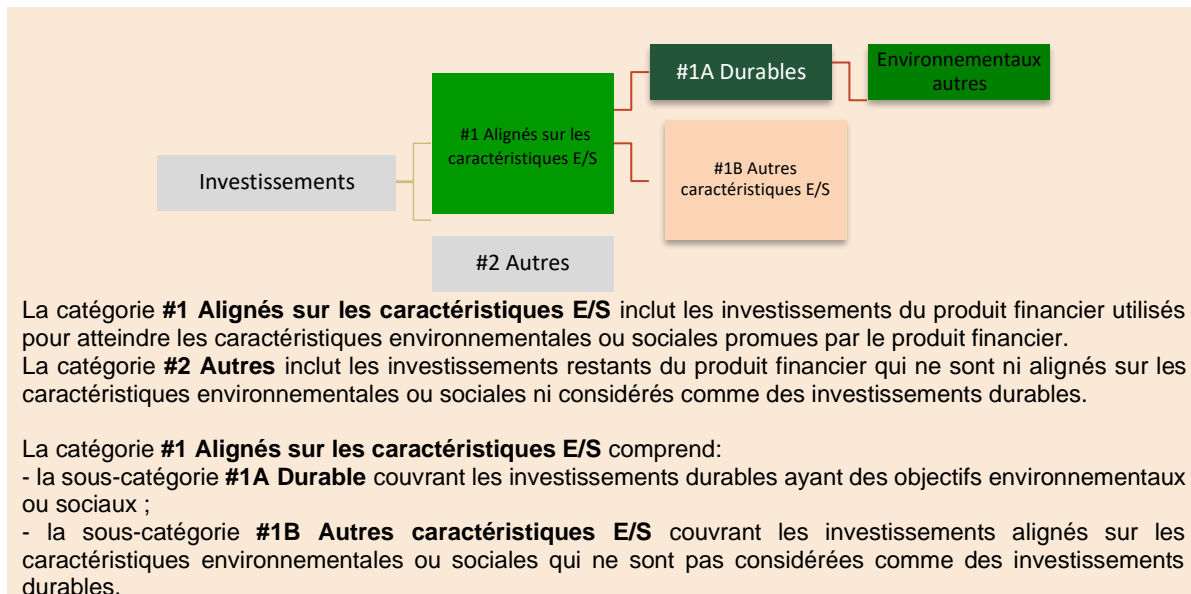 #1A Durables
Environnementaux
autres
#1 Alignés sur les
caractéristiques E/S
Investissements
#1B Autres
caractéristiques E/S
#2 Autres
La catégorie #1 Alignés sur les caractéristiques E/S inclut les investissements du produit financier utilisés
pour atteindre les caractéristiques environnementales ou sociales promues par le produit financier.
La catégorie #2 Autres inclut les investissements restants du produit financier qui ne sont ni alignés sur les
caractéristiques environnementales ou sociales ni considérés comme des investissements durables.
La catégorie #1 Alignés sur les caractéristiques E/S comprend:
- la sous-catégorie #1A Durable couvrant les investissements durables ayant des objectifs environnementaux
ou sociaux ;
- la sous-catégorie #1B Autres caractéristiques E/S couvrant les investissements alignés sur les
caractéristiques environnementales ou sociales qui ne sont pas considérées comme des investissements
durables.